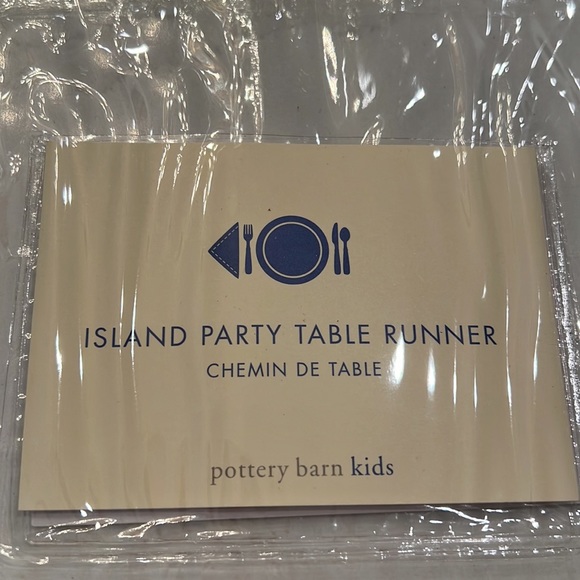 ISLAND PARTY TABLE RUNNER
CHEMIN DE TABLE
pottery barn kids